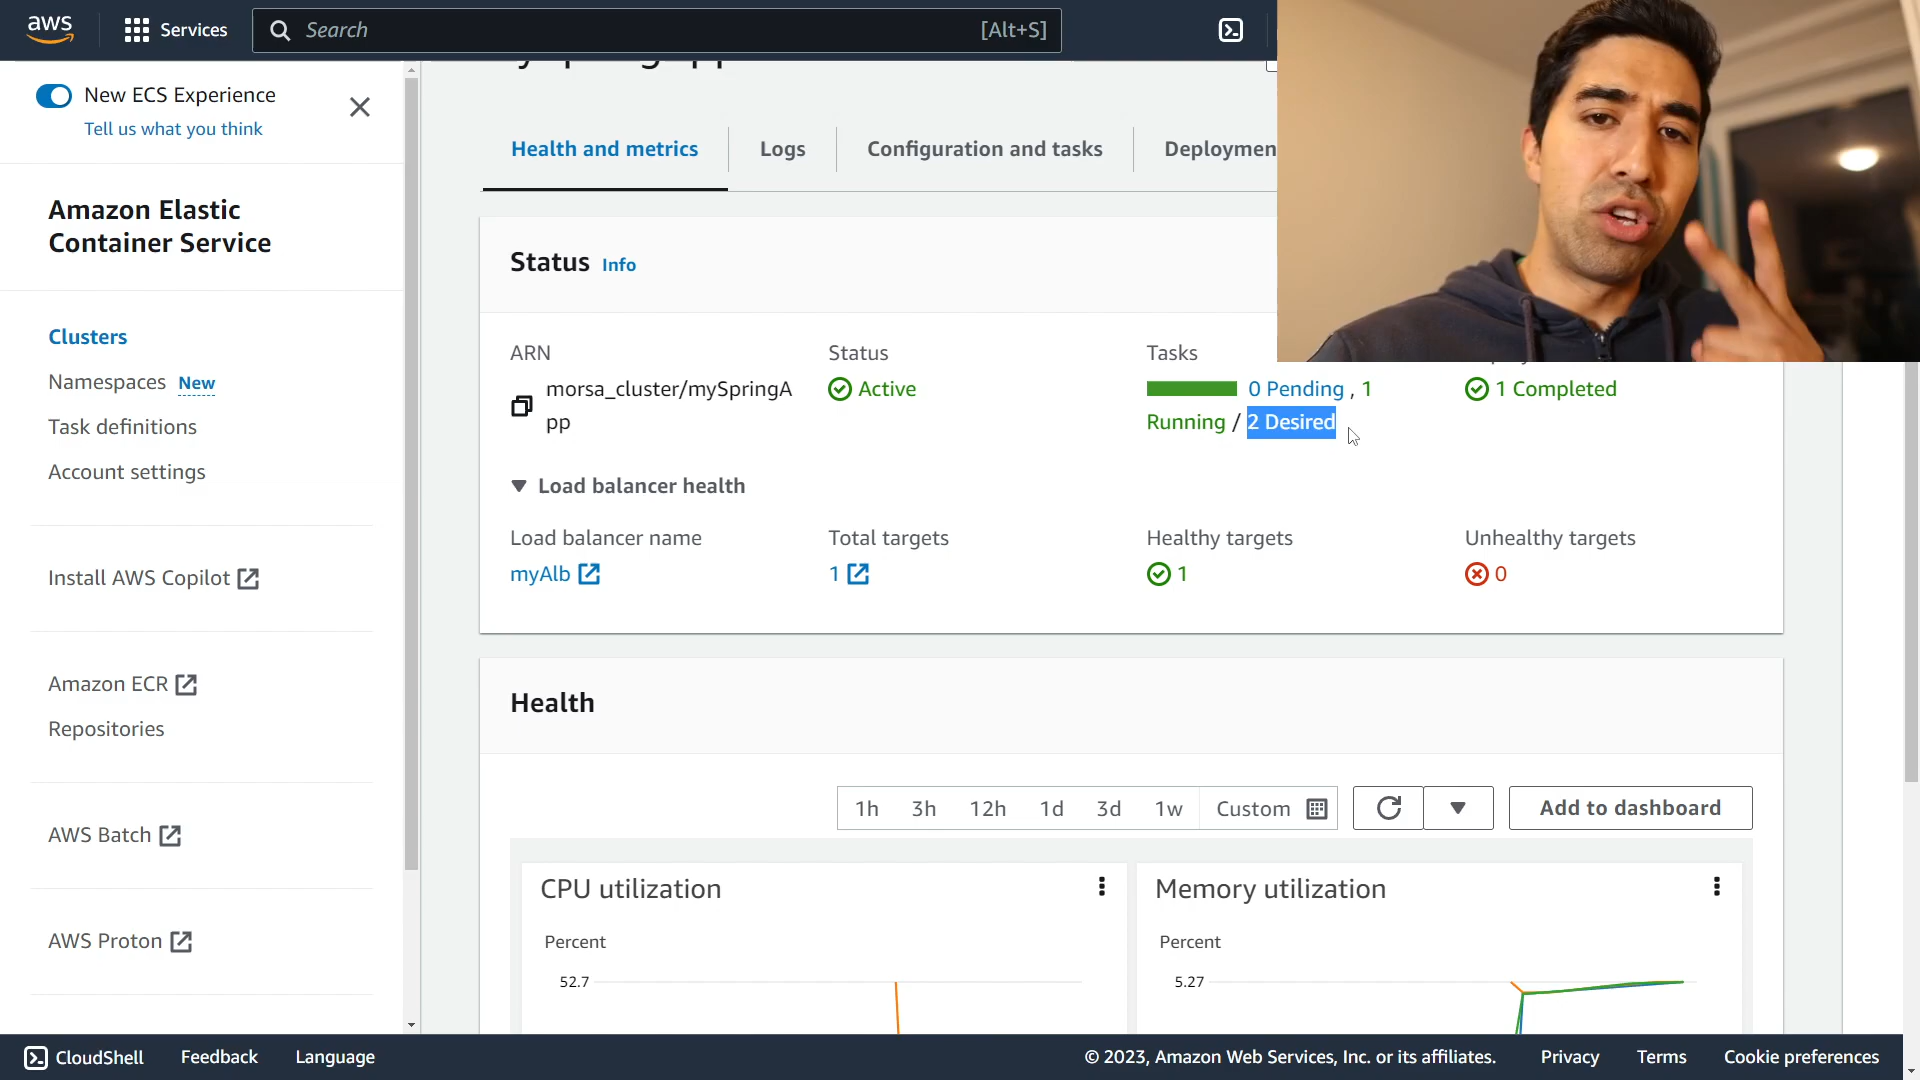 aws
Services
Search
[Alt+S]
New ECS Experience
Tell us what you think
Amazon Elastic
Container Service
Clusters
Namespaces New
Task definitions
Account settings
Install AWS Copilot
Amazon ECR
Repositories
AWS Batch
AWS Proton
Health and metrics
Logs
Configuration and tasks
Deploymen
Status Info
ARN
morsa_cluster/mySpringA
pp
Status
Active
Tasks
0 Pending , 1
Running / 2 Desired
1 Completed
Load balancer health
Load balancer name
myAlb
Total targets
1
Healthy targets
1
Unhealthy targets
0
Health
1h 3h 12h 1d 3d 1w Custom
Add to dashboard
CPU utilization
Percent
52.7
Memory utilization
Percent
5.27
CloudShell Feedback Language
© 2023, Amazon Web Services, Inc. or its affiliates. Privacy Terms Cookie preferences